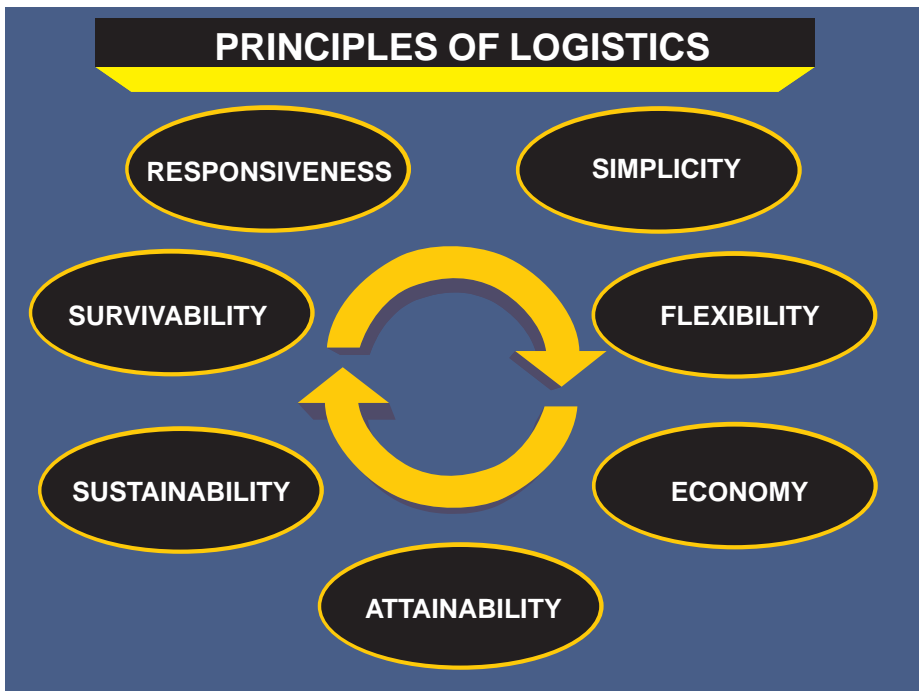 PRINCIPLES OF LOGISTICS
RESPONSIVENESS
SIMPLICITY
SURVIVABILITY
FLEXIBILITY
SUSTAINABILITY
ECONOMY
ATTAINABILITY